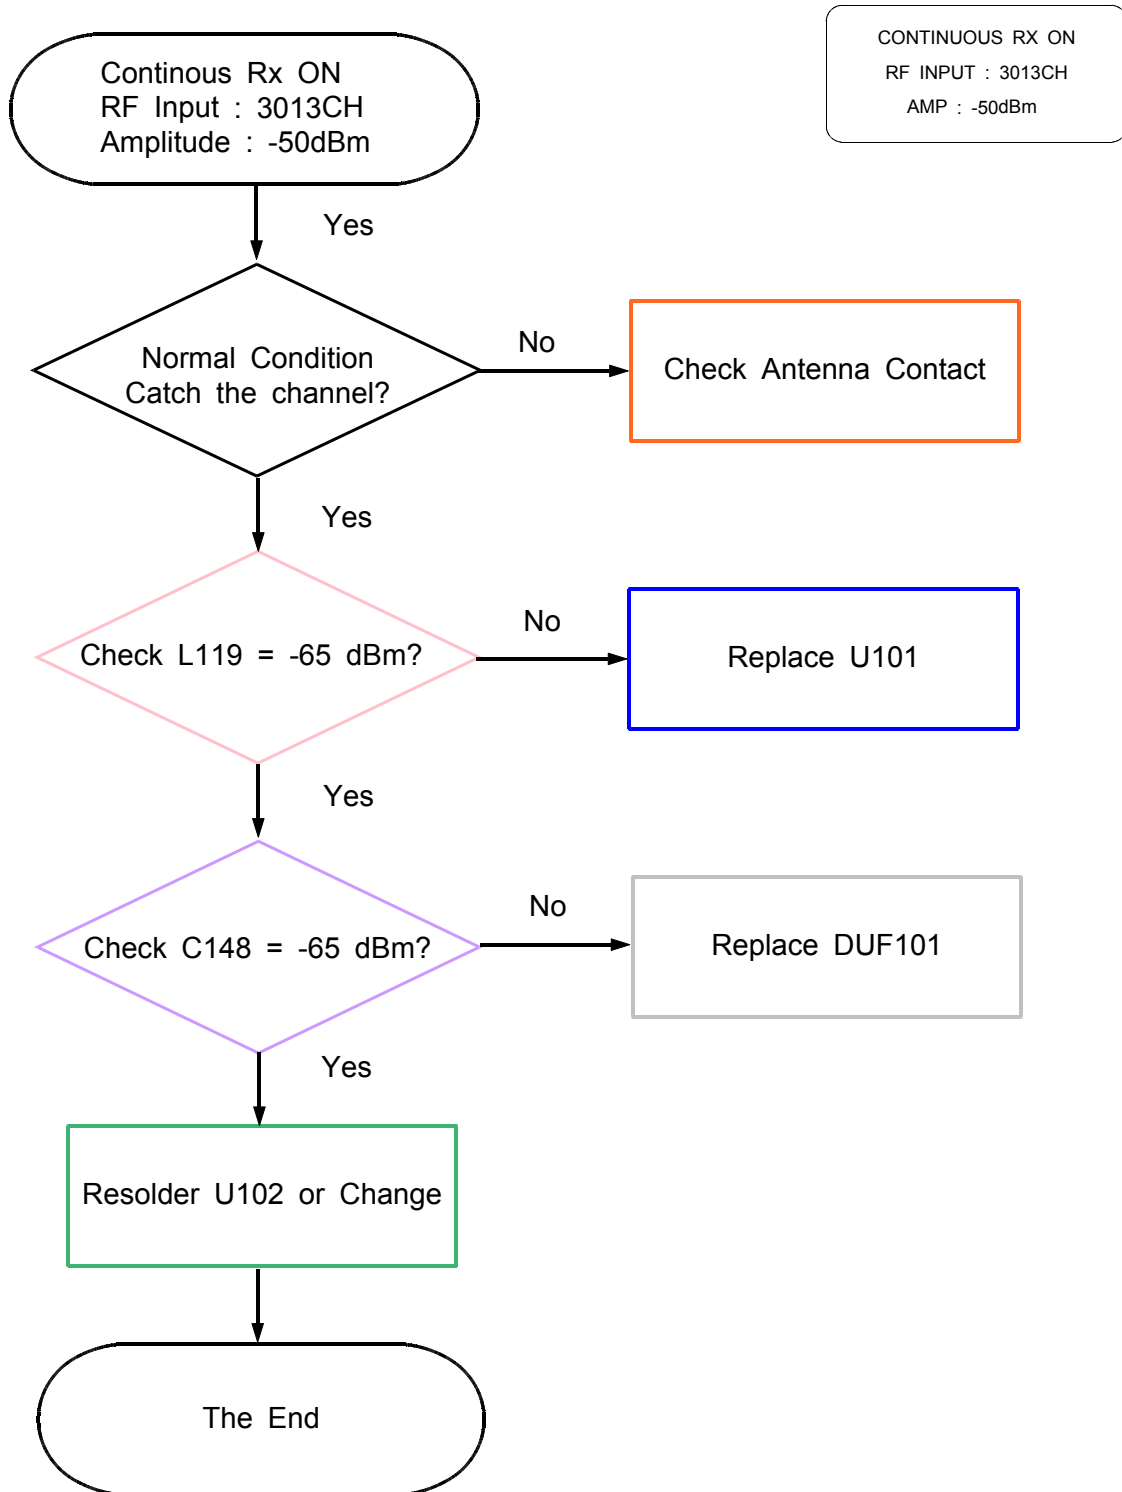 Continous Rx ON
RF Input : 3013CH
Amplitude : -50dBm
CONTINUOUS RX ON
RF INPUT : 3013CH
AMP : -50dBm
Yes
Normal Condition
Catch the channel?
No
Check Antenna Contact
Yes
Check L119 = -65 dBm?
No
Replace U101
Yes
Check C148 = -65 dBm?
No
Replace DUF101
Yes
Resolder U102 or Change
The End